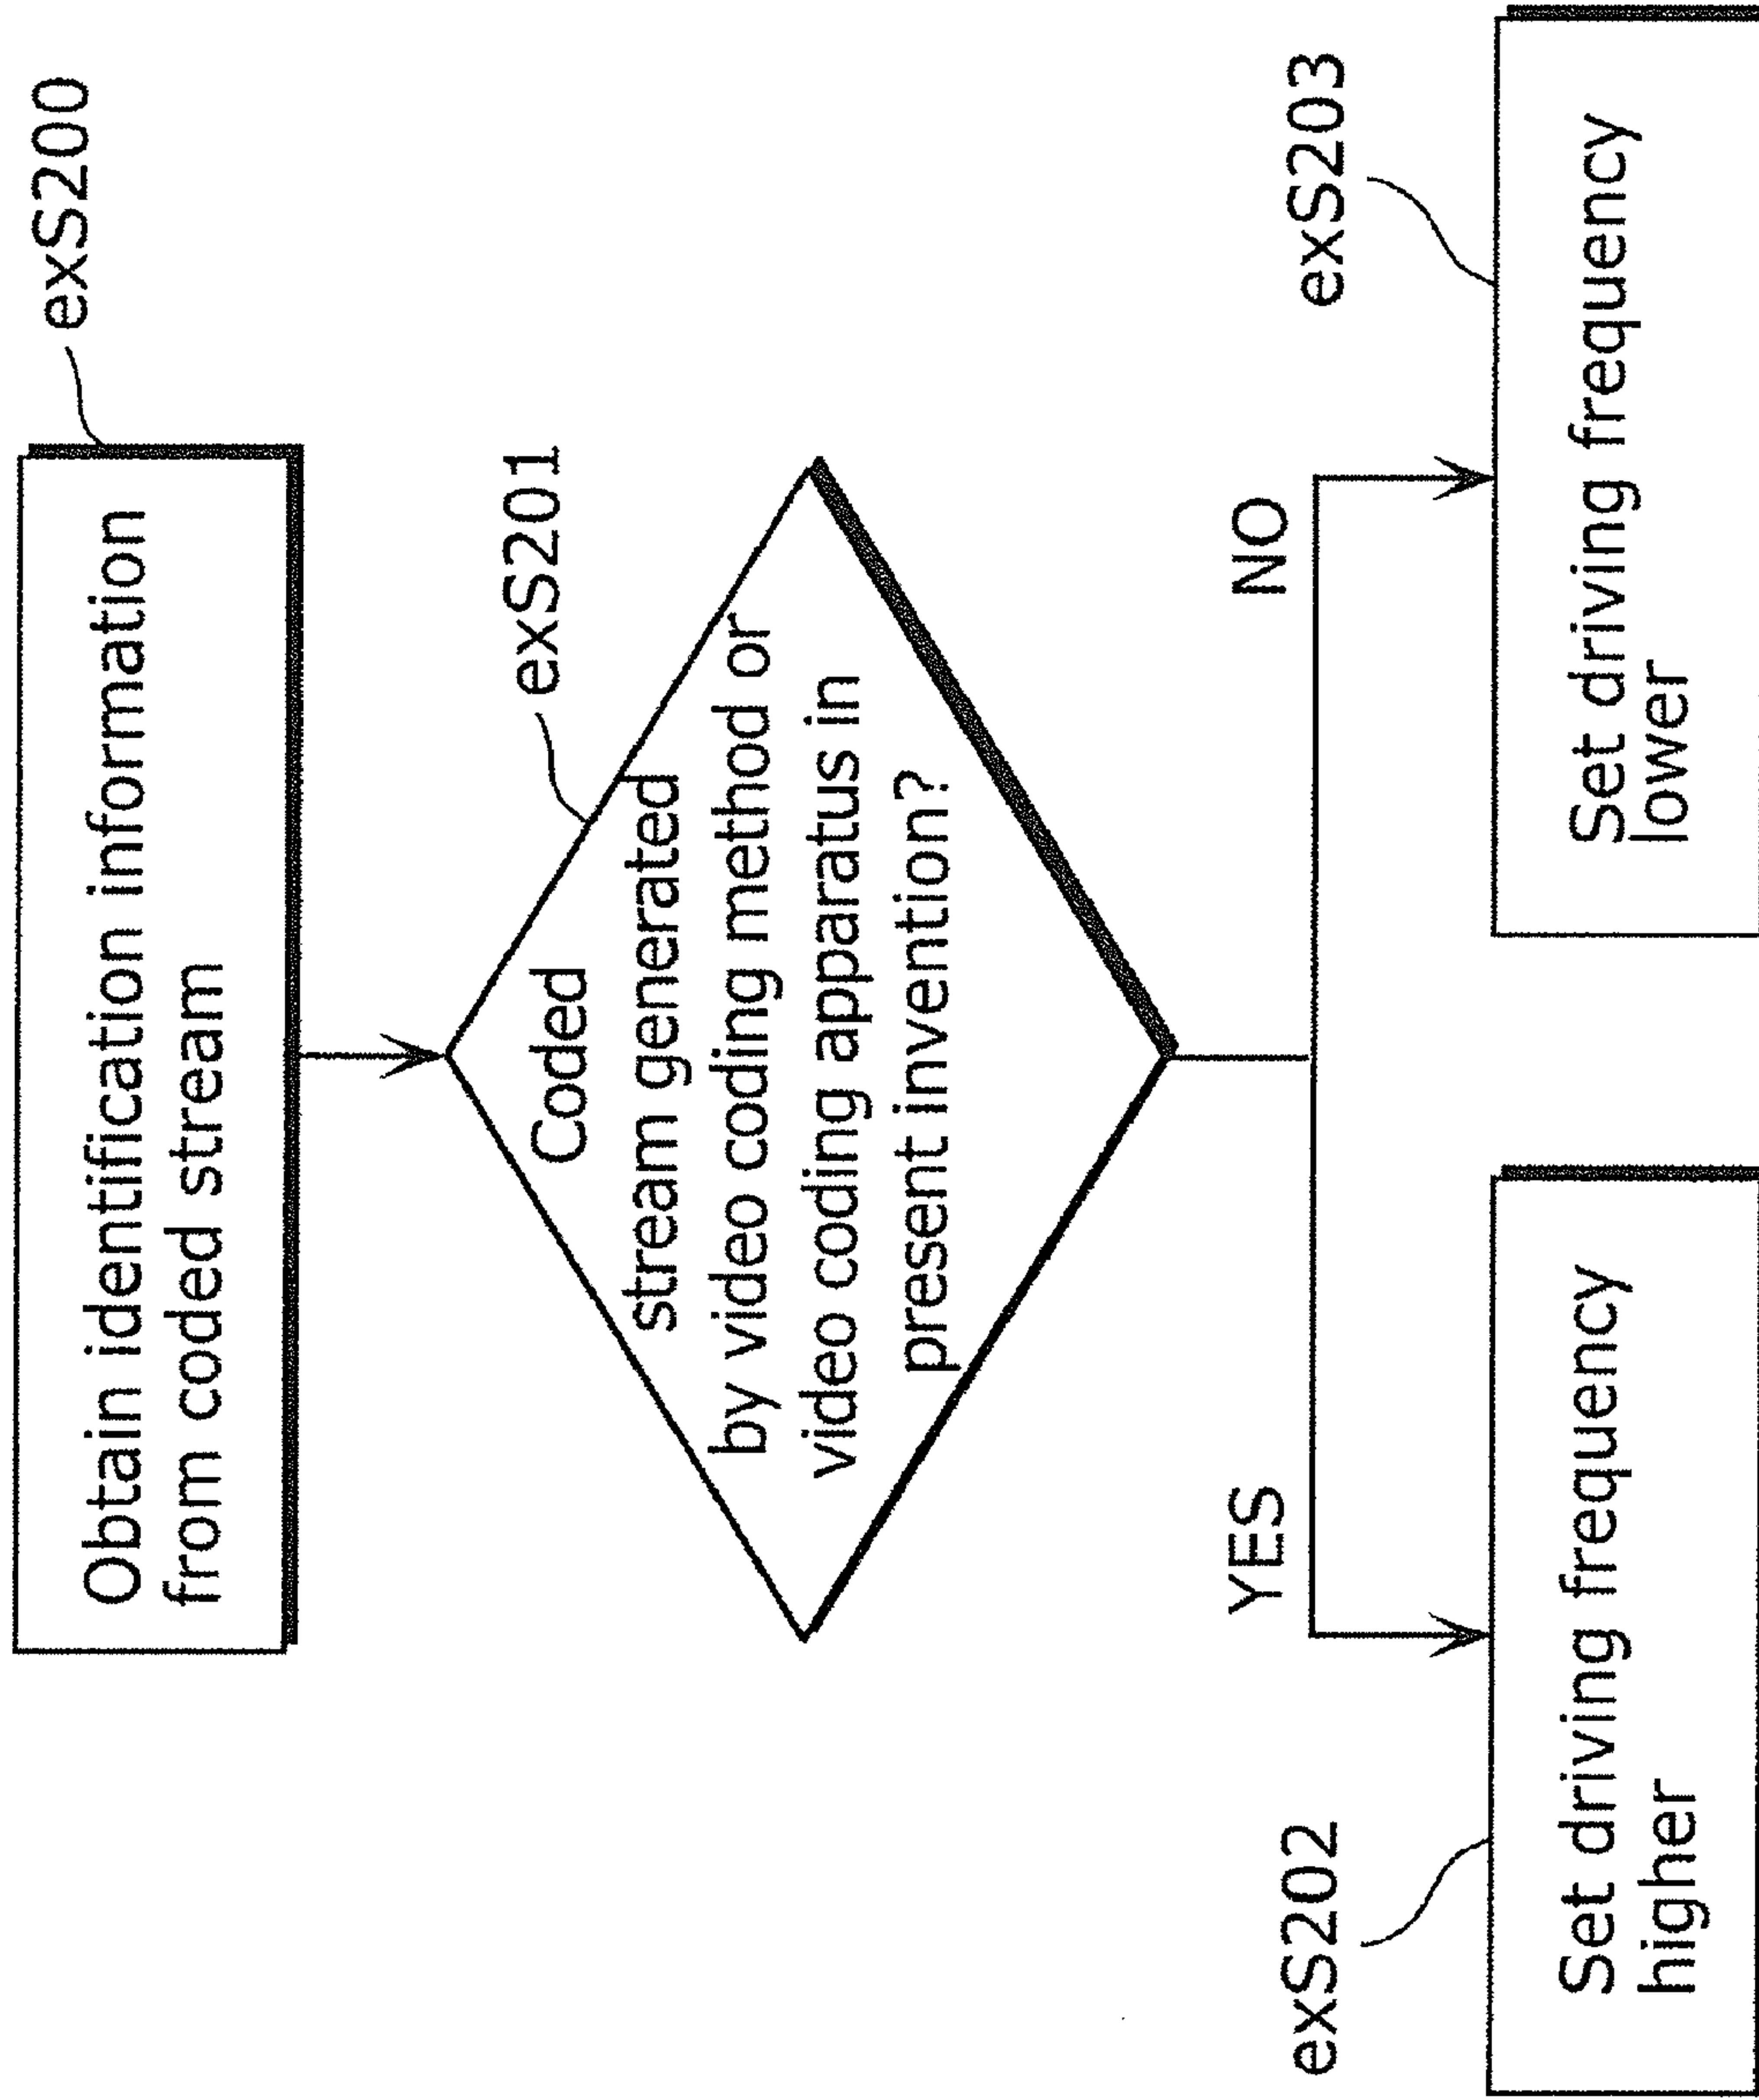 exS200
Obtain identification information
from coded stream
exS201
Coded
stream generated
by video coding method or
video coding apparatus in
present invention?
YES
NO
exS202
Set driving frequency
higher
exS203
Set driving frequency
lower